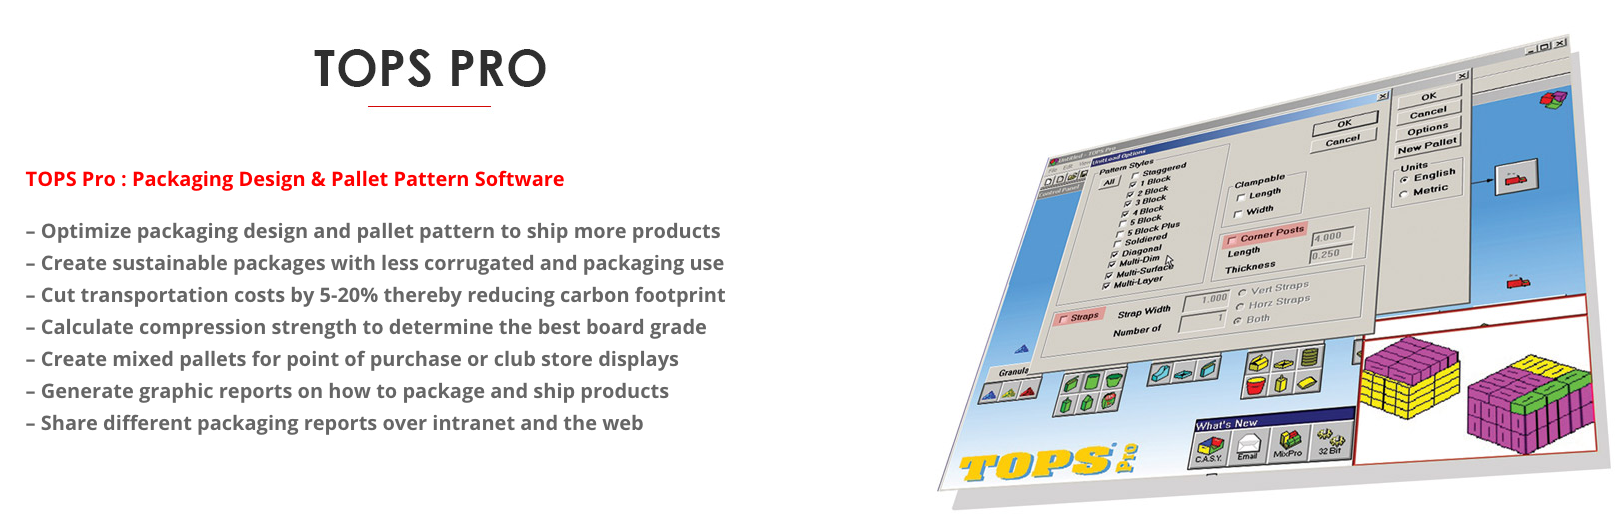 TOPS PRO
TOPS Pro : Packaging Design & Pallet Pattern Software
– Optimize packaging design and pallet pattern to ship more products
– Create sustainable packages with less corrugated and packaging use
– Cut transportation costs by 5-20% thereby reducing carbon footprint
– Calculate compression strength to determine the best board grade
– Create mixed pallets for point of purchase or club store displays
– Generate graphic reports on how to package and ship products
– Share different packaging reports over intranet and the web
Untitled - TOPS Pro
UnitLoad Options
Pattern Styles
All
Staggered
1 Block
2 Block
3 Block
4 Block
5 Block
5 Block Plus
Soldiered
Diagonal
Multi-Dim
Multi-Surface
Multi-Layer
Clampable
Length
Width
OK
Cancel
Corner Posts
4.000
Length
0.250
Thickness
Straps
Strap Width
1.000
Number of
1
Vert Straps
Horz Straps
Both
OK
Cancel
Options
New Pallet
Units
English
Metric
Granula
What's New
C.A.S.Y.
Email
MixPro
32 Bit
TOPS Pro